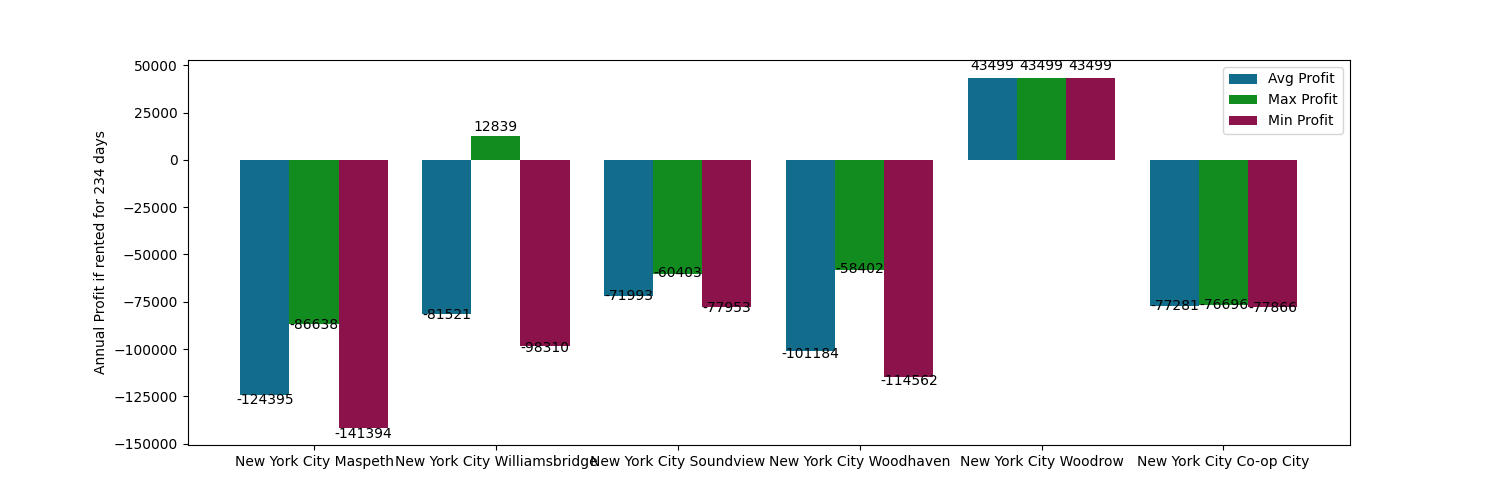 Annual Profit if rented for 234 days
50000
25000
0
−25000
−50000
−75000
−100000
−125000
−150000
-124395
-86638
-141394
-81521
12839
-98310
-71993
-60403
-77953
-101184
-58402
-114562
43499 43499 43499
-77281
-76696
-77866
New York City Maspeth
New York City Williamsbridge
New York City Soundview
New York City Woodhaven
New York City Woodrow
New York City Co-op City
Avg Profit
Max Profit
Min Profit